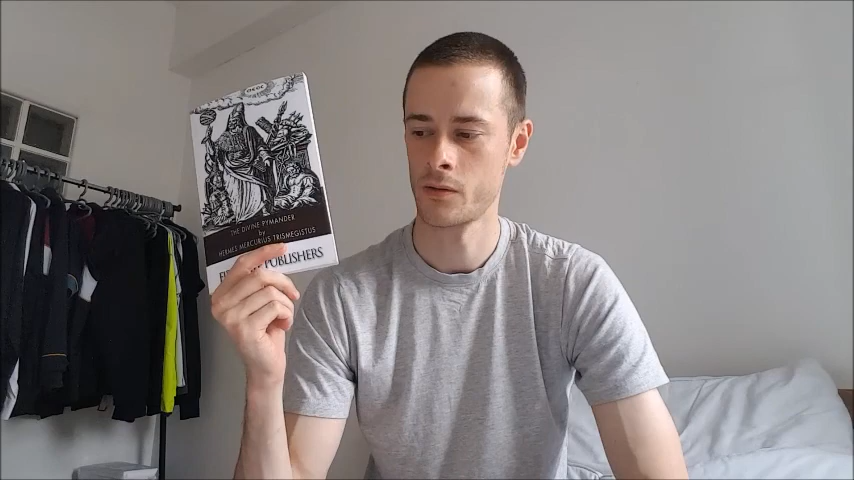 THE DIVINE PYMANDER
by
HERMES MERCURIUS TRISMEGISTUS
PUBLISHERS